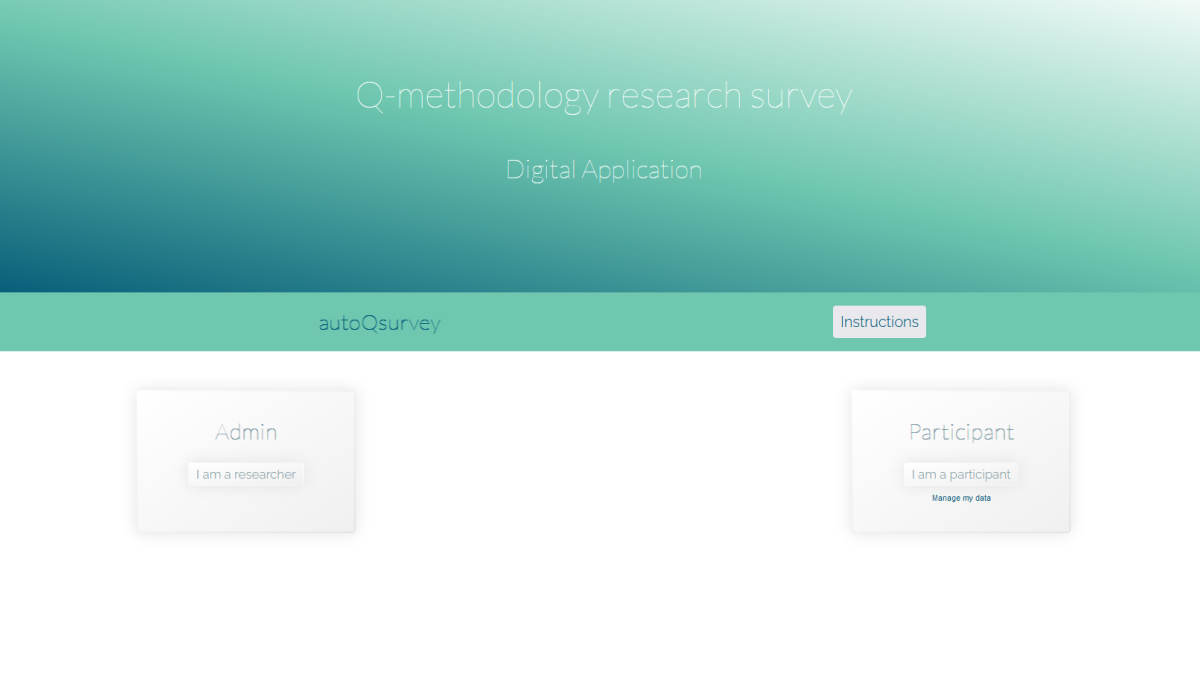 Q-methodology research survey
Digital Application
autoQsurvey
Instructions
Admin
I am a researcher
Participant
I am a participant
Manage my data